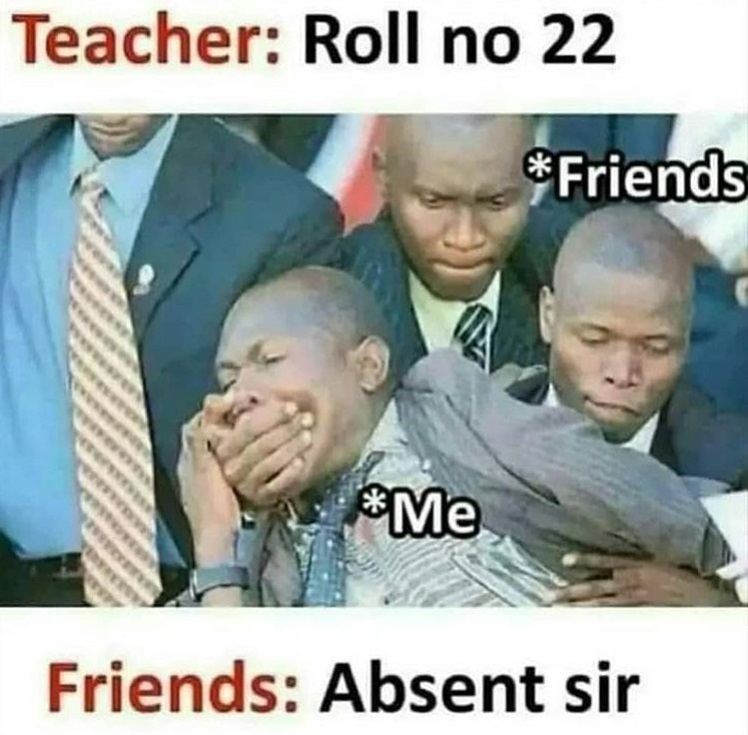 Teacher: Roll no 22
*Friends
*Me
Friends: Absent sir